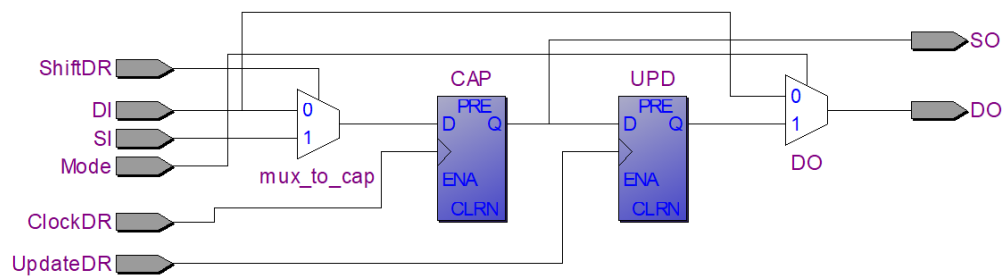 ShiftDR
DI
SI
Mode
ClockDR
UpdateDR
0
1
mux_to_cap
CAP
PRE
D Q
ENA
CLRN
UPD
PRE
D Q
ENA
CLRN
0
1
DO
SO
DO